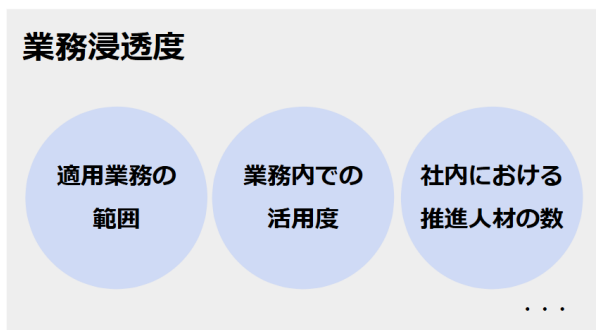 業務浸透度
適用業務の
範囲
業務内での
活用度
社内における
推進人材の数
・・・